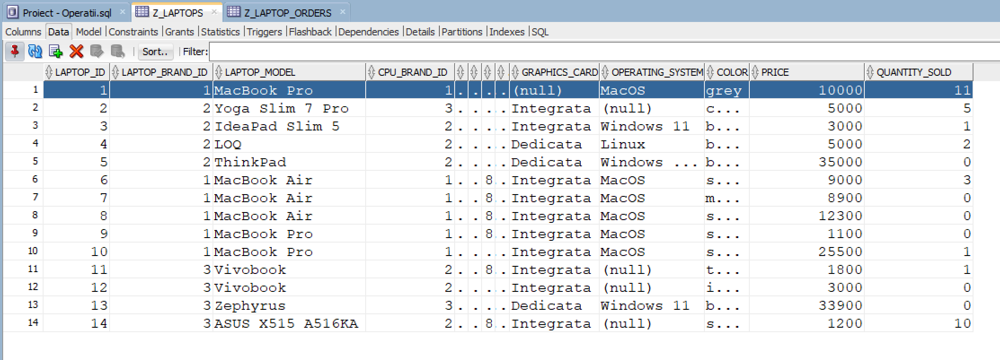 Proiect - Operatii.sql × Z_LAPTOPS × Z_LAPTOP_ORDERS ×
Columns Data Model Constraints Grants Statistics Triggers Flashback Dependencies Details Partitions Indexes SQL
Sort.. Filter:
LAPTOP_ID LAPTOP_BRAND_ID LAPTOP_MODEL CPU_BRAND_ID GRAPHICS_CARD OPERATING_SYSTEM COLOR PRICE QUANTITY_SOLD
1 1 1 MacBook Pro 1 . . . .. (null) MacOS grey 10000 11
2 2 2 Yoga Slim 7 Pro 3 . . . .. Integrata (null) c... 5000 5
3 3 2 IdeaPad Slim 5 2 . . . .. Integrata Windows 11 b... 3000 1
4 4 2 LOQ 2 . . . .. Dedicata Linux b... 5000 2
5 5 2 ThinkPad 2 . . . .. Dedicata Windows ... b... 35000 0
6 6 1 MacBook Air 1 . . 8 .. Integrata MacOS s... 9000 3
7 7 1 MacBook Air 1 . . 8 .. Integrata MacOS m... 8900 0
8 8 1 MacBook Air 1 . . 8 .. Integrata MacOS s... 12300 0
9 9 1 MacBook Pro 1 . . 8 .. Integrata MacOS s... 1100 0
10 10 1 MacBook Pro 1 . . . .. Integrata MacOS s... 25500 1
11 11 3 Vivobook 2 . . 8 .. Integrata (null) t... 1800 1
12 12 3 Vivobook 2 . . . .. Integrata (null) i... 3000 0
13 13 3 Zephyrus 3 . . . .. Dedicata Windows 11 b... 33900 0
14 14 3 ASUS X515 A516KA 2 . . 8 .. Integrata (null) s... 1200 10